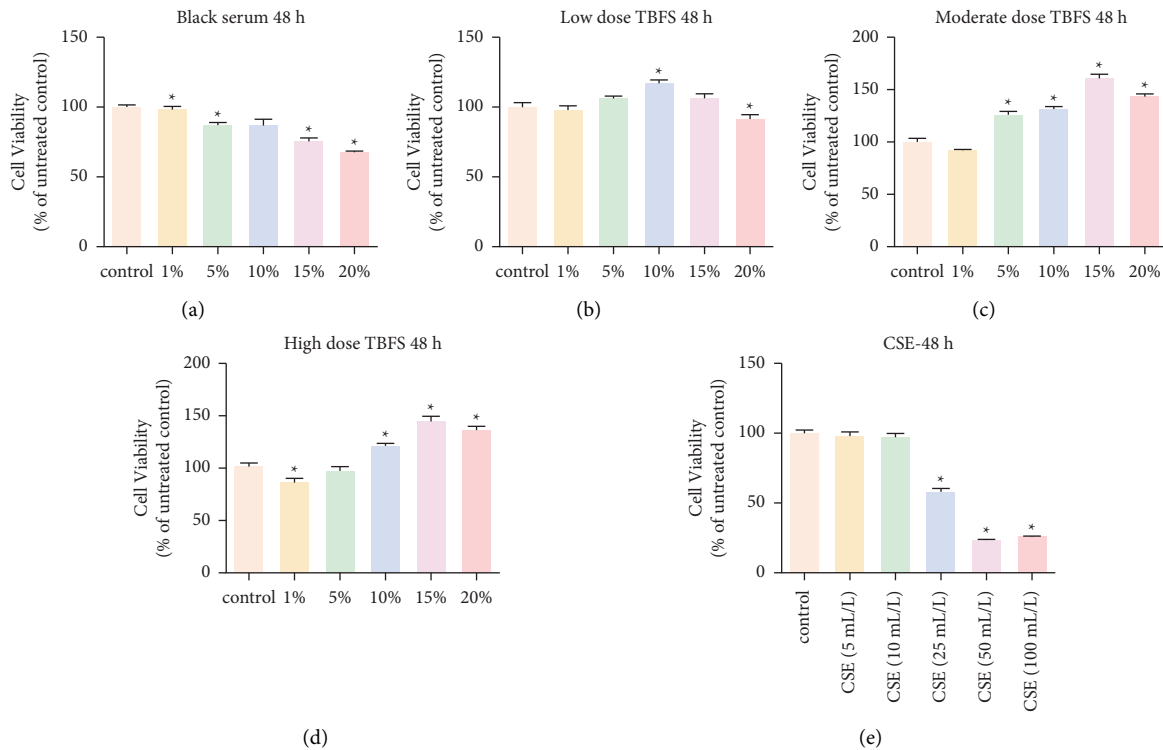 Black serum 48 h
Cell Viability
(% of untreated control)
150
100
50
0
*
*
*
*
control 1% 5% 10% 15% 20%
(a)
Low dose TBFS 48 h
Cell Viability
(% of untreated control)
150
100
50
0
*
*
control 1% 5% 10% 15% 20%
(b)
Moderate dose TBFS 48 h
Cell Viability
(% of untreated control)
200
150
100
50
0
*
*
*
*
control 1% 5% 10% 15% 20%
(c)
High dose TBFS 48 h
Cell Viability
(% of untreated control)
200
150
100
50
0
*
*
*
*
control 1% 5% 10% 15% 20%
(d)
CSE-48 h
Cell Viability
(% of untreated control)
150
100
50
0
*
*
*
control
CSE (5 mL/L)
CSE (10 mL/L)
CSE (25 mL/L)
CSE (50 mL/L)
CSE (100 mL/L)
(e)